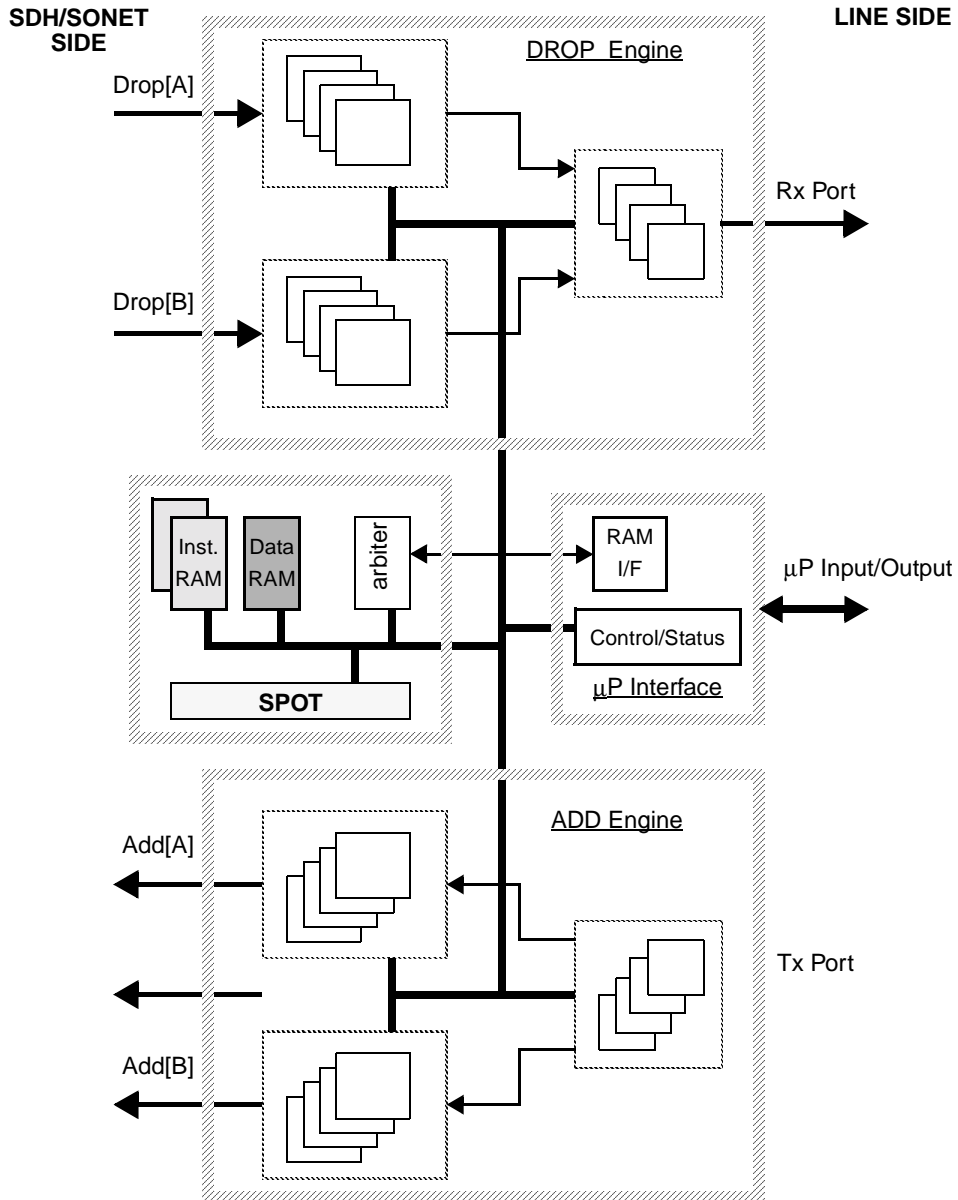 SDH/SONET
SIDE
LINE SIDE
DROP Engine
Drop[A]
Rx Port
Drop[B]
Inst.
RAM
Data
RAM
arbiter
RAM
I/F
µP Input/Output
Control/Status
µP Interface
SPOT
ADD Engine
Add[A]
Tx Port
Add[B]